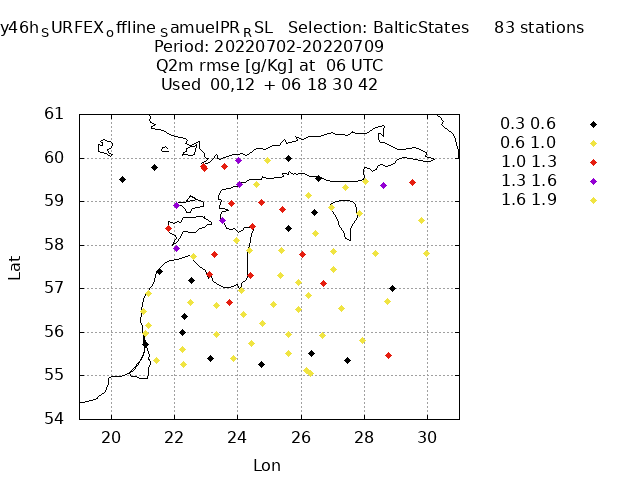 y46h_SURFEX_offline_SamuelPR_RSL Selection: BalticStates 83 stations
Period: 20220702-20220709
Q2m rmse [g/Kg] at 06 UTC
Used 00,12 + 06 18 30 42
61
60
59
58
57
56
55
54
20 22 24 26 28 30
Lat
Lon
0.3 0.6
0.6 1.0
1.0 1.3
1.3 1.6
1.6 1.9